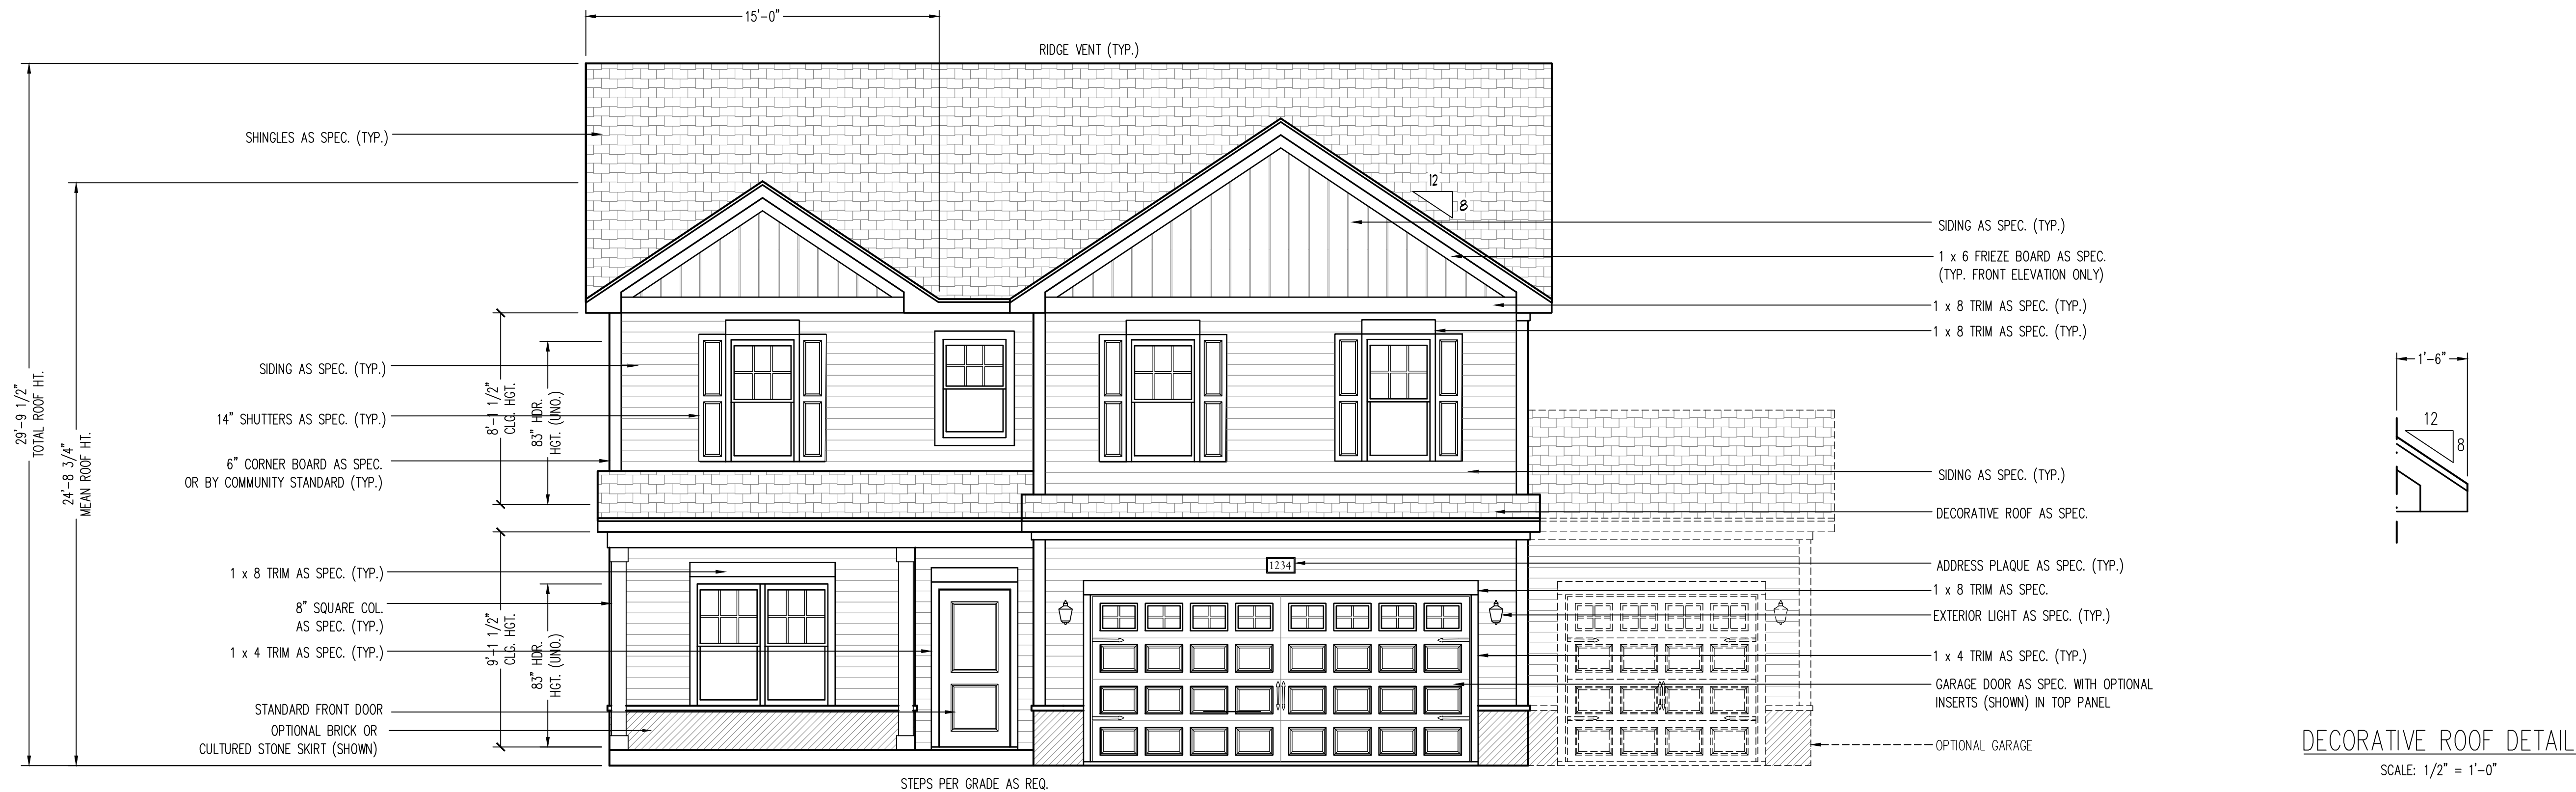 15'-0"
RIDGE VENT (TYP.)
SHINGLES AS SPEC. (TYP.)
29'-9 1/2"
TOTAL ROOF HT.
24'-8 3/4"
MEAN ROOF HT.
SIDING AS SPEC. (TYP.)
14" SHUTTERS AS SPEC. (TYP.)
6" CORNER BOARD AS SPEC.
OR BY COMMUNITY STANDARD (TYP.)
8'-1 1/2"
CLG. HGT.
83" HDR.
HGT. (UNO.)
1 x 8 TRIM AS SPEC. (TYP.)
8" SQUARE COL.
AS SPEC. (TYP.)
1 x 4 TRIM AS SPEC. (TYP.)
STANDARD FRONT DOOR
OPTIONAL BRICK OR
CULTURED STONE SKIRT (SHOWN)
9'-1 1/2"
CLG. HGT.
83" HDR.
HGT. (UNO.)
12
8
1234
SIDING AS SPEC. (TYP.)
1 x 6 FRIEZE BOARD AS SPEC.
(TYP. FRONT ELEVATION ONLY)
1 x 8 TRIM AS SPEC. (TYP.)
1 x 8 TRIM AS SPEC. (TYP.)
SIDING AS SPEC. (TYP.)
DECORATIVE ROOF AS SPEC.
ADDRESS PLAQUE AS SPEC. (TYP.)
1 x 8 TRIM AS SPEC.
EXTERIOR LIGHT AS SPEC. (TYP.)
1 x 4 TRIM AS SPEC. (TYP.)
GARAGE DOOR AS SPEC. WITH OPTIONAL
INSERTS (SHOWN) IN TOP PANEL
OPTIONAL GARAGE
STEPS PER GRADE AS REQ.
1'-6"
12
8
DECORATIVE ROOF DETAIL
SCALE: 1/2" = 1'-0"